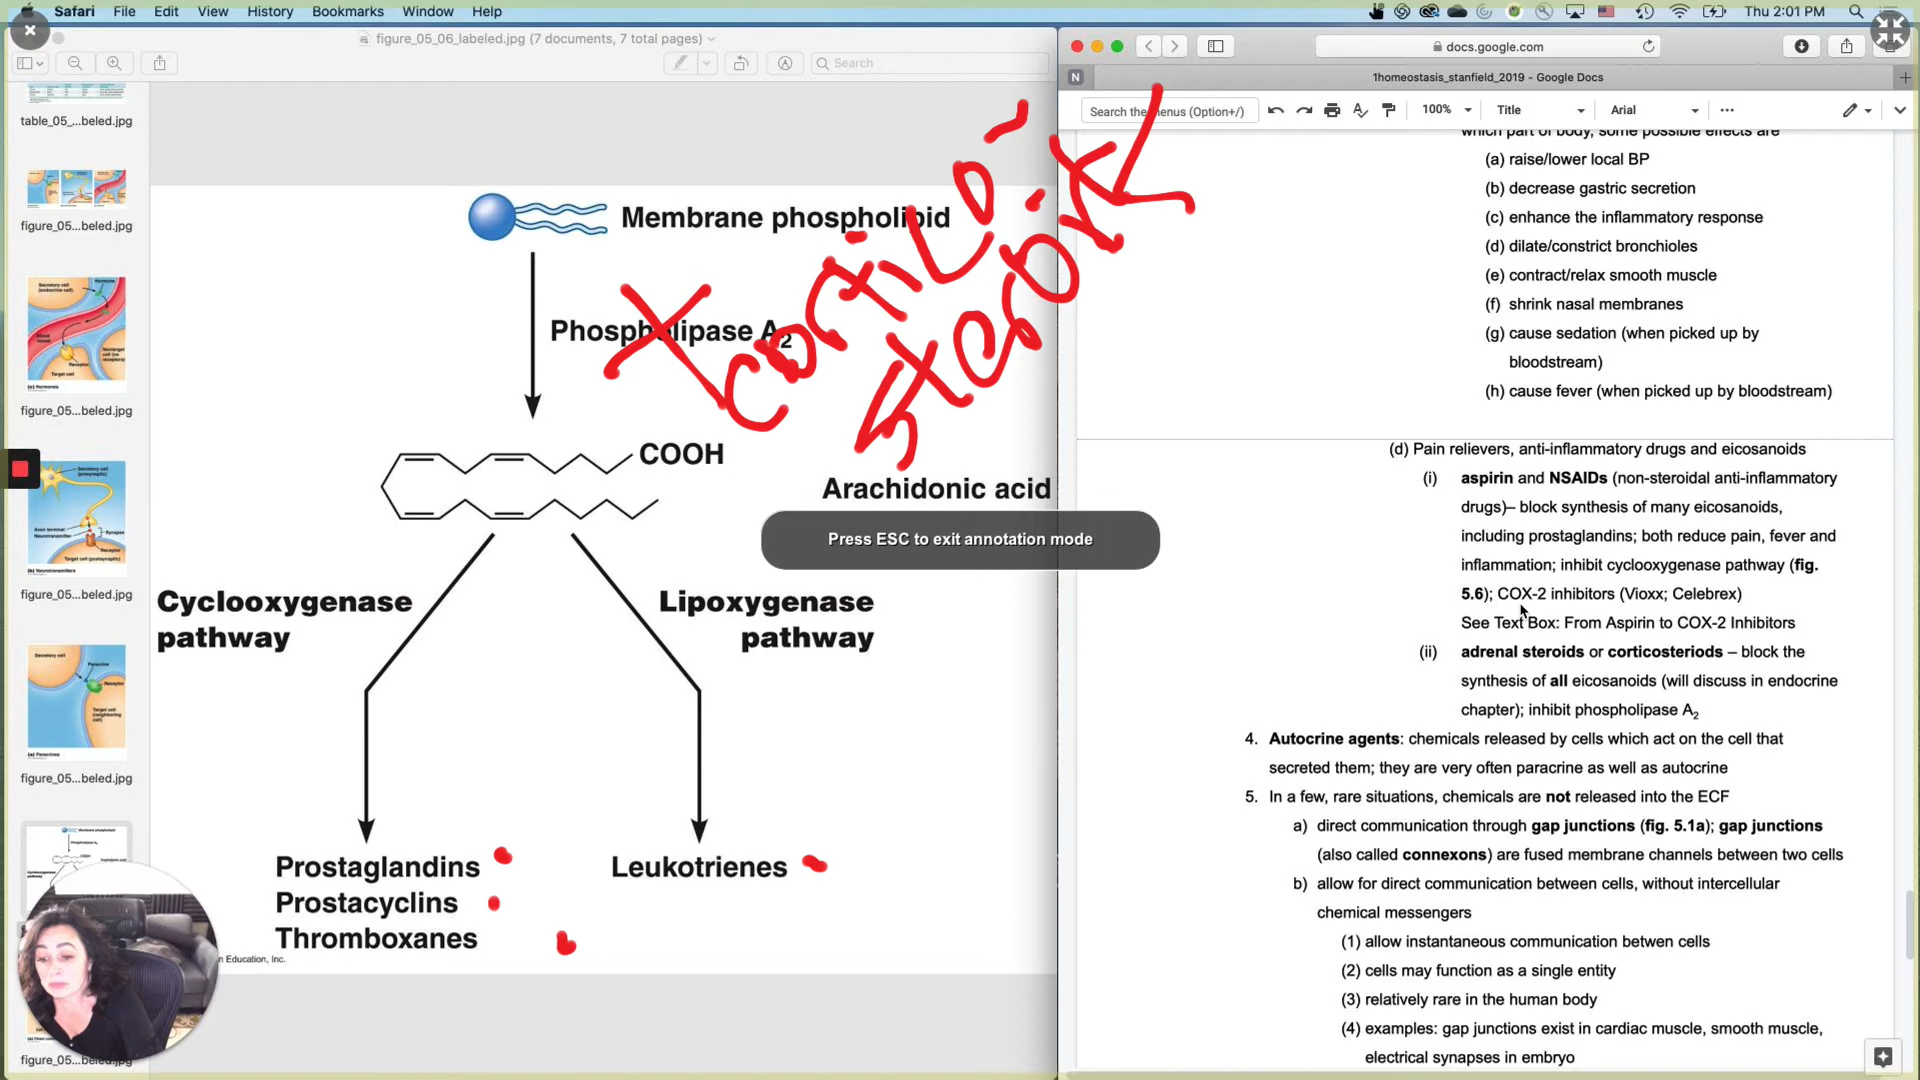 Safari File Edit View History Bookmarks Window Help
Thu 2:01 PM
figure_05_06_labeled.jpg (7 documents, 7 total pages)
Search
table_05_...beled.jpg
figure_05...beled.jpg
figure_05...beled.jpg
figure_05...beled.jpg
figure_05...beled.jpg
figure_05...beled.jpg
Membrane phospholipid
Phospholipase A2
cortico-
steroids
COOH
Arachidonic acid
Press ESC to exit annotation mode
Cyclooxygenase
pathway
Lipoxygenase
pathway
Prostaglandins
Prostacyclins
Thromboxanes
Leukotrienes
n Education, Inc.
docs.google.com
N
1homeostasis_stanfield_2019 - Google Docs
Search the menus (Option+/)
100% Title Arial
which part of body, some possible effects are
(a) raise/lower local BP
(b) decrease gastric secretion
(c) enhance the inflammatory response
(d) dilate/constrict bronchioles
(e) contract/relax smooth muscle
(f) shrink nasal membranes
(g) cause sedation (when picked up by
bloodstream)
(h) cause fever (when picked up by bloodstream)
(d) Pain relievers, anti-inflammatory drugs and eicosanoids
(i) aspirin and NSAIDs (non-steroidal anti-inflammatory
drugs)– block synthesis of many eicosanoids,
including prostaglandins; both reduce pain, fever and
inflammation; inhibit cyclooxygenase pathway (fig.
5.6); COX-2 inhibitors (Vioxx; Celebrex)
See Text Box: From Aspirin to COX-2 Inhibitors
(ii) adrenal steroids or corticosteriods – block the
synthesis of all eicosanoids (will discuss in endocrine
chapter); inhibit phospholipase A2
4. Autocrine agents: chemicals released by cells which act on the cell that
secreted them; they are very often paracrine as well as autocrine
5. In a few, rare situations, chemicals are not released into the ECF
a) direct communication through gap junctions (fig. 5.1a); gap junctions
(also called connexons) are fused membrane channels between two cells
b) allow for direct communication between cells, without intercellular
chemical messengers
(1) allow instantaneous communication betwen cells
(2) cells may function as a single entity
(3) relatively rare in the human body
(4) examples: gap junctions exist in cardiac muscle, smooth muscle,
electrical synapses in embryo